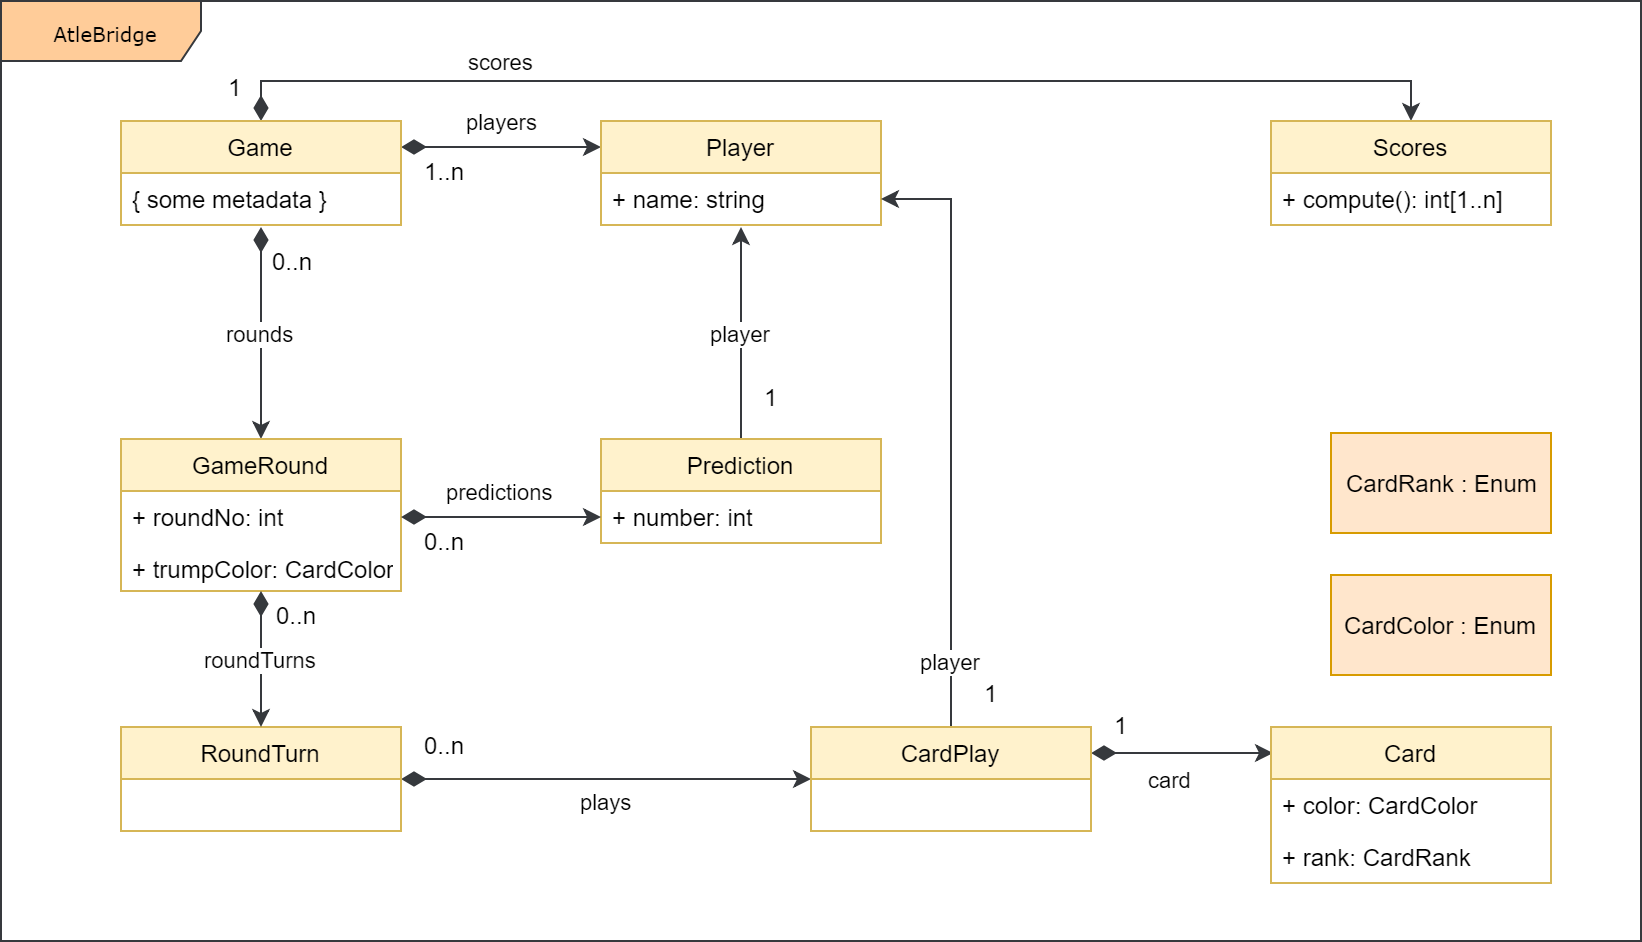 AtleBridge
scores
1
Game
{ some metadata }
players
1..n
Player
+ name: string
Scores
+ compute(): int[1..n]
0..n
rounds
player
1
GameRound
+ roundNo: int
+ trumpColor: CardColor
predictions
0..n
Prediction
+ number: int
CardRank : Enum
CardColor : Enum
0..n
roundTurns
player
1
RoundTurn
0..n
plays
CardPlay
1
card
Card
+ color: CardColor
+ rank: CardRank